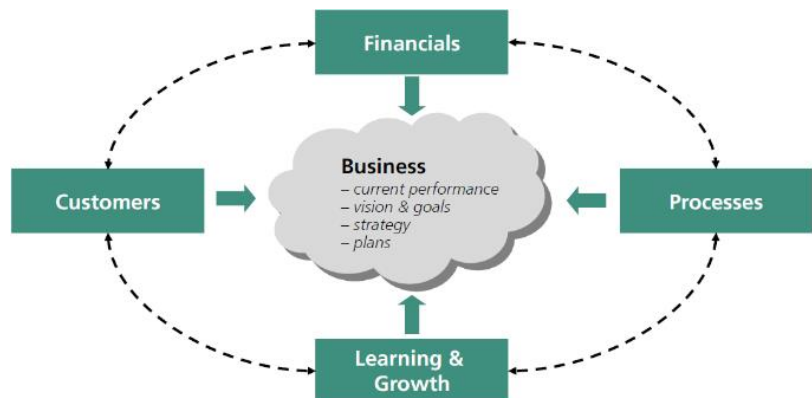 Financials
Customers
Business
– current performance
– vision & goals
– strategy
– plans
Processes
Learning &
Growth